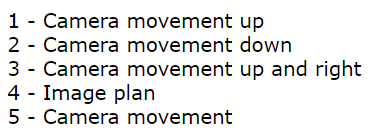 1 - Camera movement up
2 - Camera movement down
3 - Camera movement up and right
4 - Image plan
5 - Camera movement